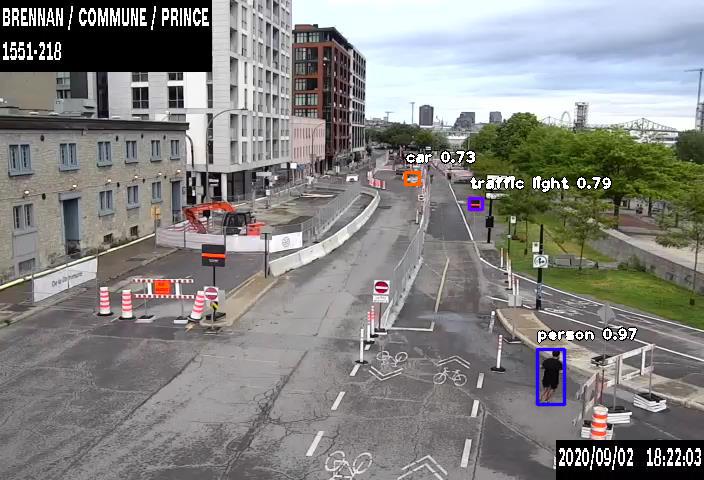 BRENNAN / COMMUNE / PRINCE
1551-218
car 0.73
traffic light 0.79
person 0.97
2020/09/02 18:22:03